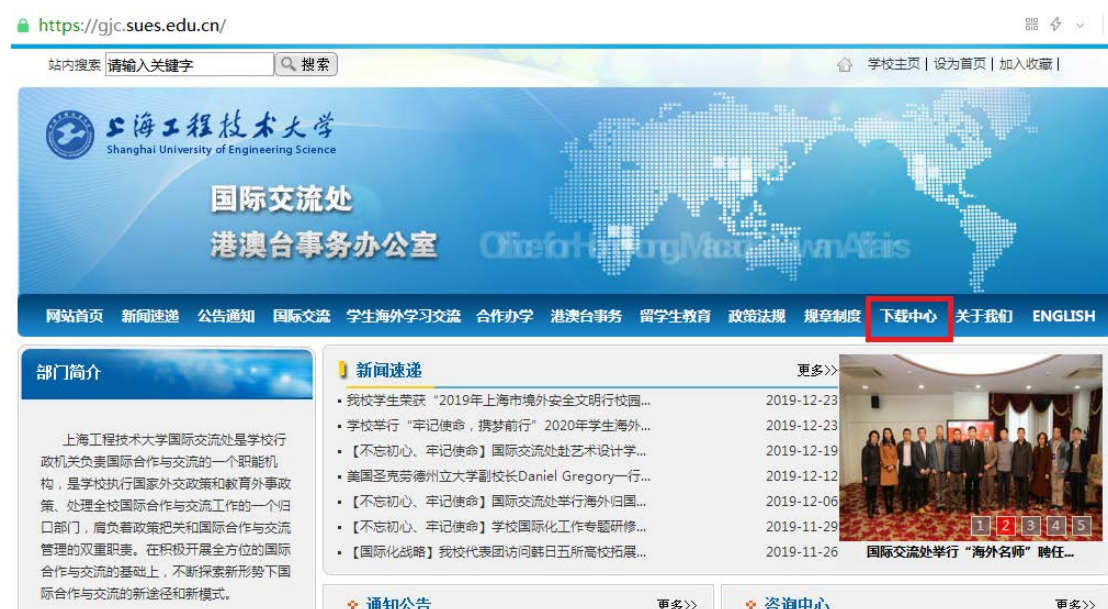 https://gjc.sues.edu.cn/
站内搜索 请输入关键字 搜索 学校主页 | 设为首页 | 加入收藏 |
上海工程技术大学
Shanghai University of Engineering Science
国际交流处
港澳台事务办公室
网站首页 新闻速递 公告通知 国际交流 学生海外学习交流 合作办学 港澳台事务 留学生教育 政策法规 规章制度 下载中心 关于我们 ENGLISH
部门简介
上海工程技术大学国际交流处是学校行
政机关负责国际合作与交流的一个职能机
构，是学校执行国家外交政策和教育外事政
策、处理全校国际合作与交流工作的一个归
口部门，肩负着政策把关和国际合作与交流
管理的双重职责。在积极开展全方位的国际
合作与交流的基础上，不断探索新形势下国
际合作与交流的新途径和新模式。
新闻速递 更多>>
▪ 我校学生荣获“2019年上海市境外安全文明行校园... 2019-12-23
▪ 学校举行“牢记使命，携梦前行”2020年学生海外... 2019-12-23
▪ 【不忘初心、牢记使命】国际交流处赴艺术设计学... 2019-12-19
▪ 美国圣克劳德州立大学副校长Daniel Gregory一行... 2019-12-12
▪ 【不忘初心、牢记使命】国际交流处举行海外归国... 2019-12-06
▪ 【不忘初心、牢记使命】学校国际化工作专题研修... 2019-11-29
▪ 【国际化战略】我校代表团访问韩日五所高校拓展... 2019-11-26
1 2 3 4 5
国际交流处举行“海外名师”聘任...
通知公告 更多>>
咨询中心 更多>>